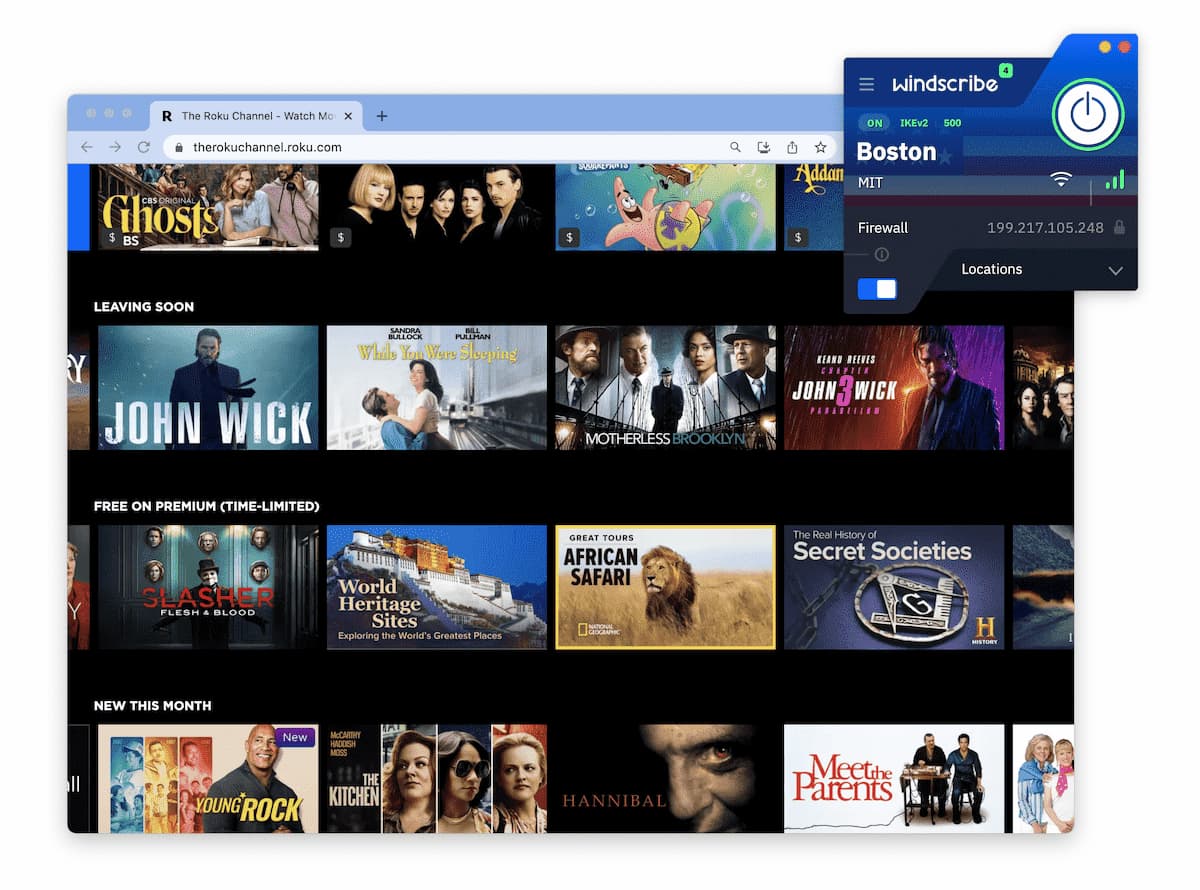 R The Roku Channel - Watch Mo
therokuchannel.roku.com
windscribe 4
ON IKEv2 500
Boston
MIT
Firewall 199.217.105.248
Locations
CBS ORIGINAL
Ghosts
$ BS
$
SQUAREPANTS
$
Addam
$
LEAVING SOON
RY
JOHN WICK
SANDRA BULLOCK
BILL PULLMAN
While You Were Sleeping
MOTHERLESS BROOKLYN
KEANU REEVES
CHAPTER
JOHN 3 WICK
PARABELLUM
FREE ON PREMIUM (TIME-LIMITED)
Y
SLASHER
FLESH & BLOOD
World
Heritage
Sites
Exploring the World's Greatest Places
GREAT TOURS
AFRICAN
SAFARI
NATIONAL
GEOGRAPHIC
The Real History of
Secret Societies
G
H
HISTORY
NEW THIS MONTH
ll
New
YOUNG ROCK
McCARTHY
HADDISH
MOSS
THE
KITCHEN
HANNIBAL
Meet the
Parents